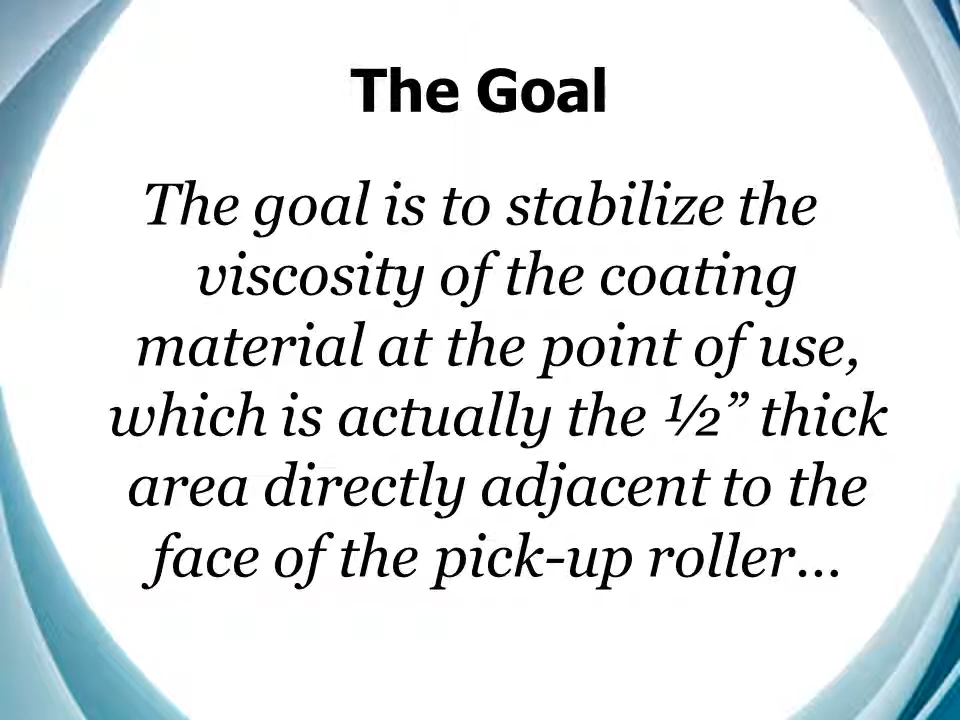 The Goal
The goal is to stabilize the
viscosity of the coating
material at the point of use,
which is actually the ½” thick
area directly adjacent to the
face of the pick-up roller…